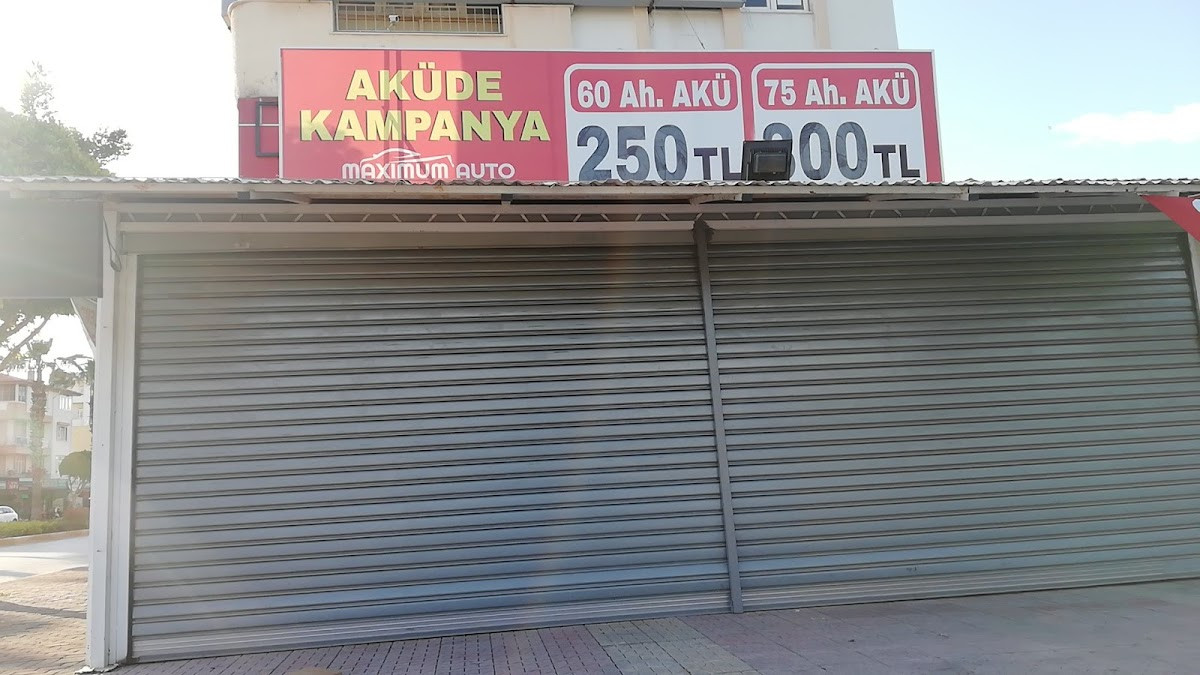 AKÜDE
KAMPANYA
MAXIMUM AUTO
60 Ah. AKÜ
250 TL
75 Ah. AKÜ
TL